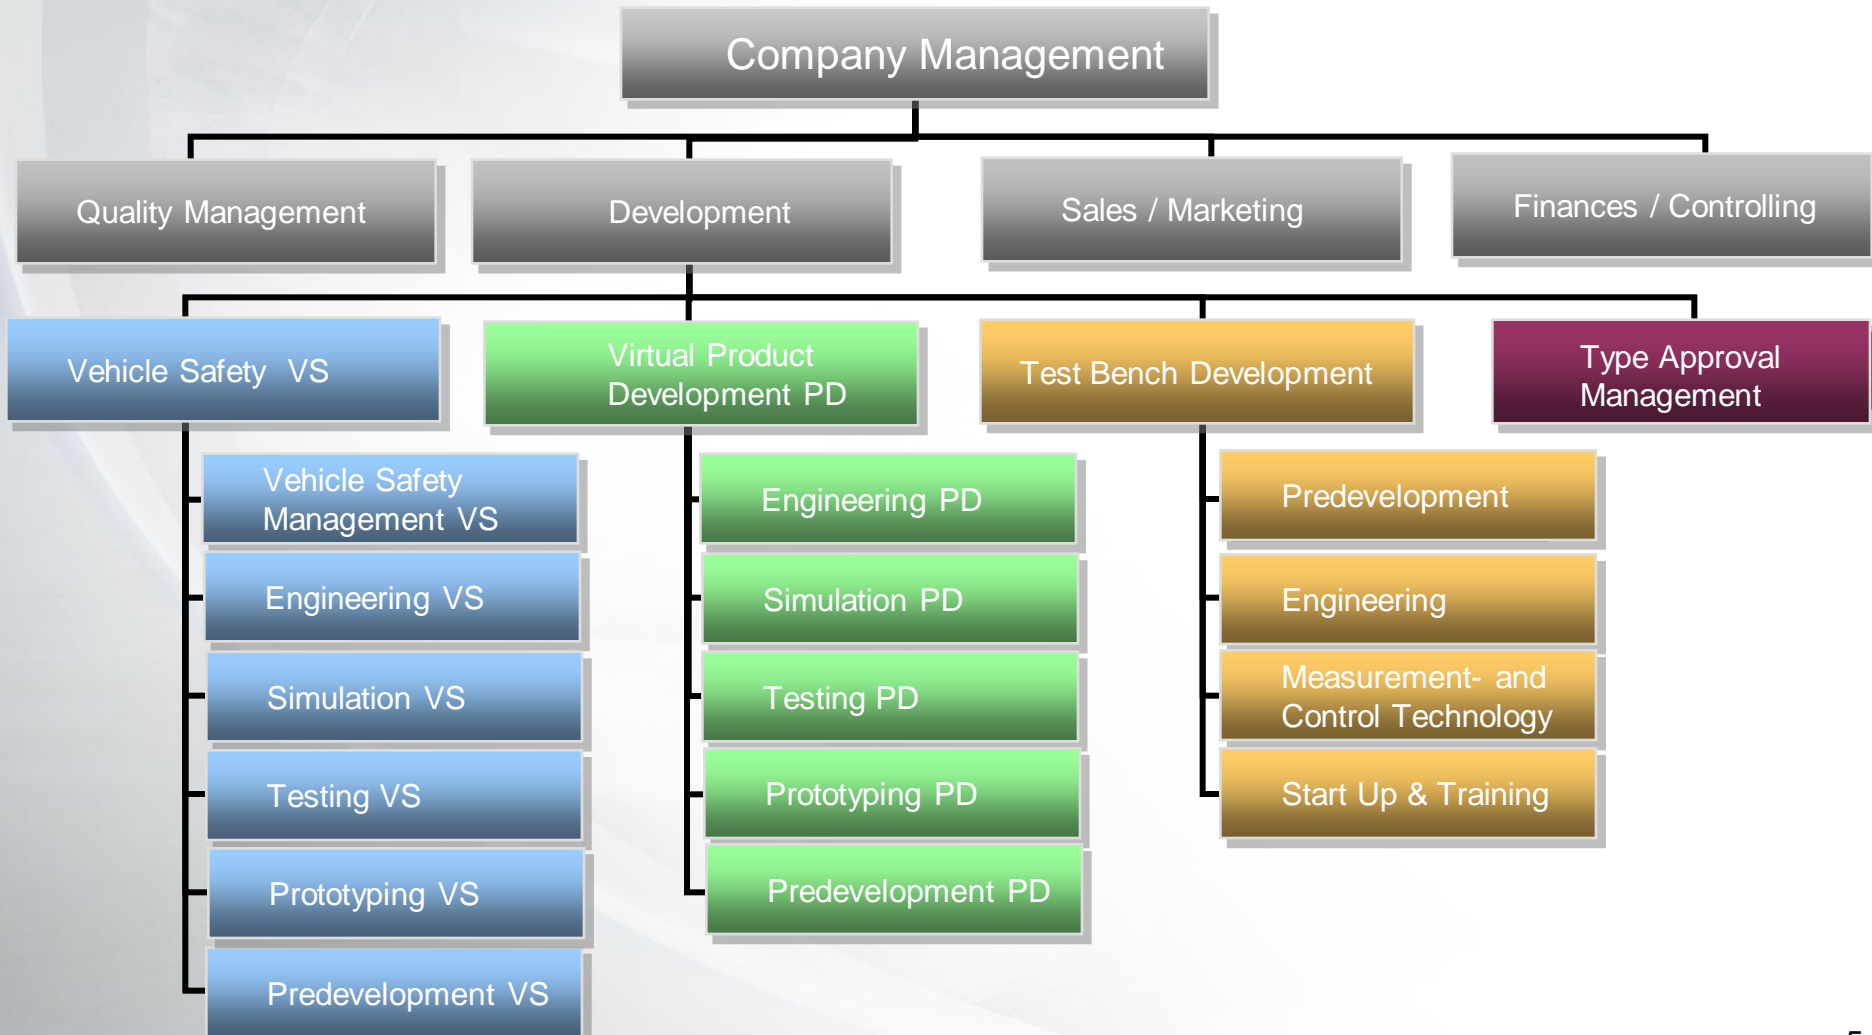 Company Management
Quality Management
Development
Sales / Marketing
Finances / Controlling
Vehicle Safety VS
Virtual Product
Development PD
Test Bench Development
Type Approval
Management
Vehicle Safety
Management VS
Engineering VS
Simulation VS
Testing VS
Prototyping VS
Predevelopment VS
Engineering PD
Simulation PD
Testing PD
Prototyping PD
Predevelopment PD
Predevelopment
Engineering
Measurement- and
Control Technology
Start Up & Training